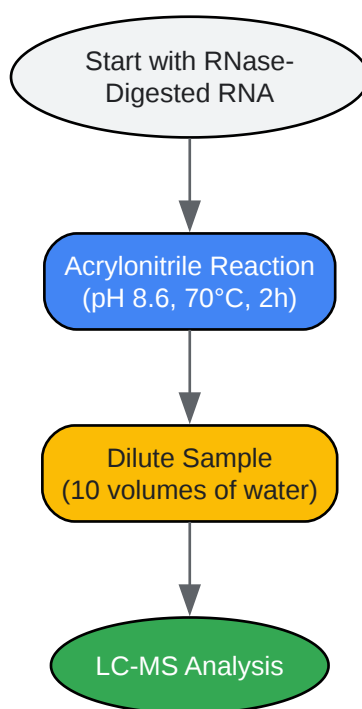 Start with RNase-
Digested RNA
Acrylonitrile Reaction
(pH 8.6, 70°C, 2h)
Dilute Sample
(10 volumes of water)
LC-MS Analysis